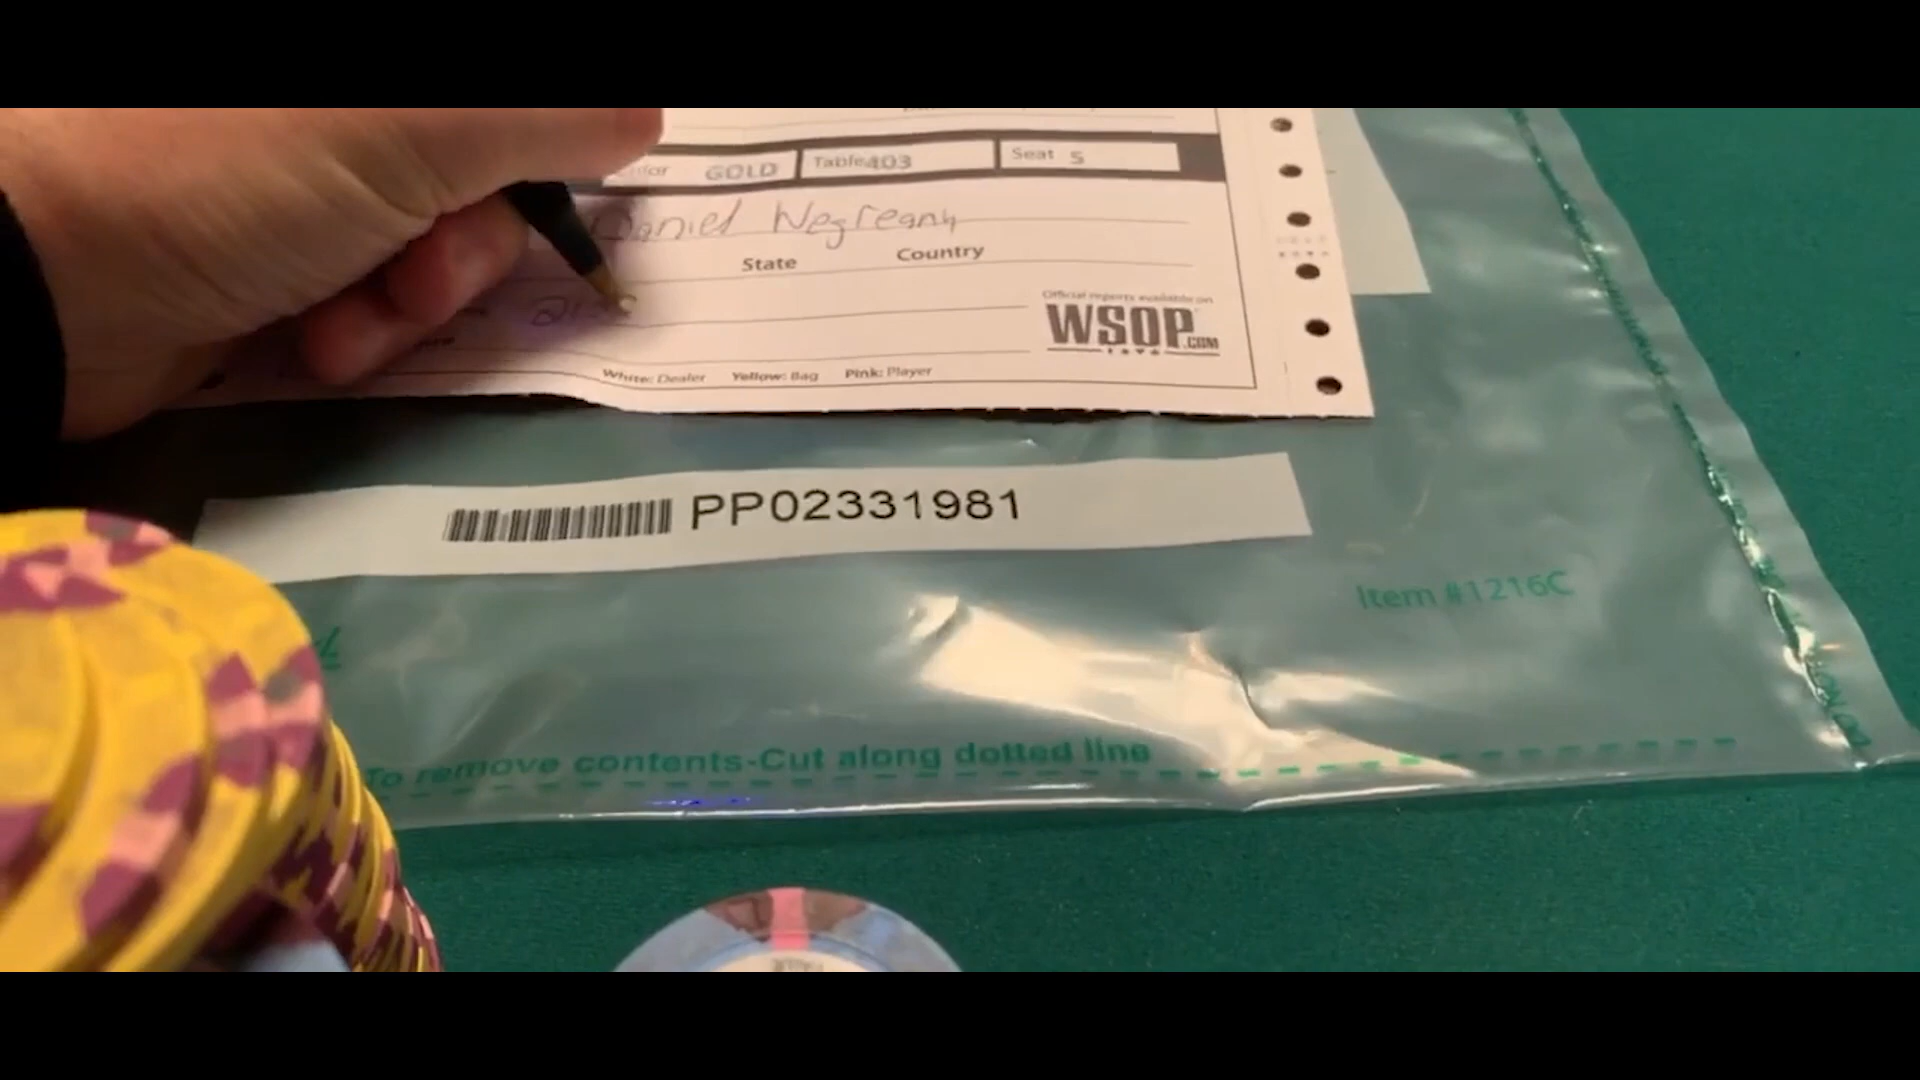 GOLD Table 403 Seat 5
Daniel Negreanu
State Country
Official reports available on
WSOP.COM
White: Dealer Yellow: Bag Pink: Player
PP02331981
Item #1216C
To remove contents-Cut along dotted line